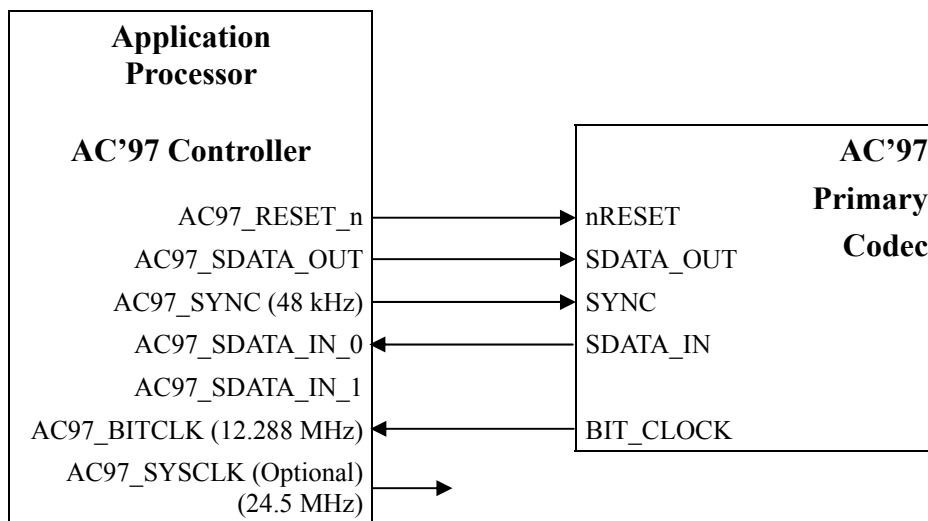 Application
Processor
AC’97 Controller
AC97_RESET_n
AC97_SDATA_OUT
AC97_SYNC (48 kHz)
AC97_SDATA_IN_0
AC97_SDATA_IN_1
AC97_BITCLK (12.288 MHz)
AC97_SYSCLK (Optional)
(24.5 MHz)
AC’97
Primary
Codec
nRESET
SDATA_OUT
SYNC
SDATA_IN
BIT_CLOCK